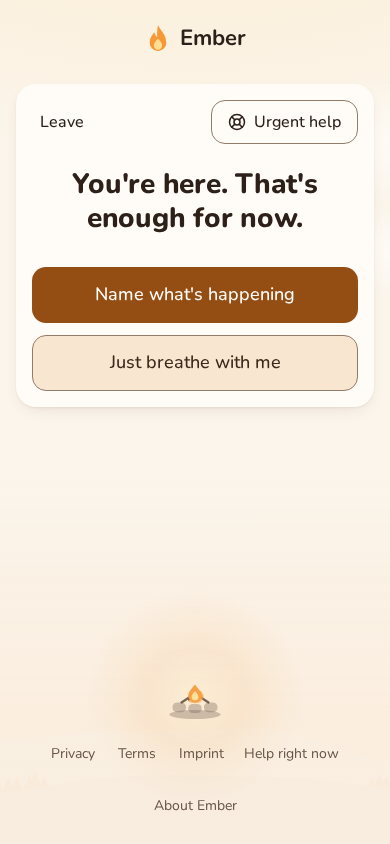 Ember
Leave
Urgent help
You're here. That's
enough for now.
Name what's happening
Just breathe with me
Privacy
Terms
Imprint
Help right now
About Ember